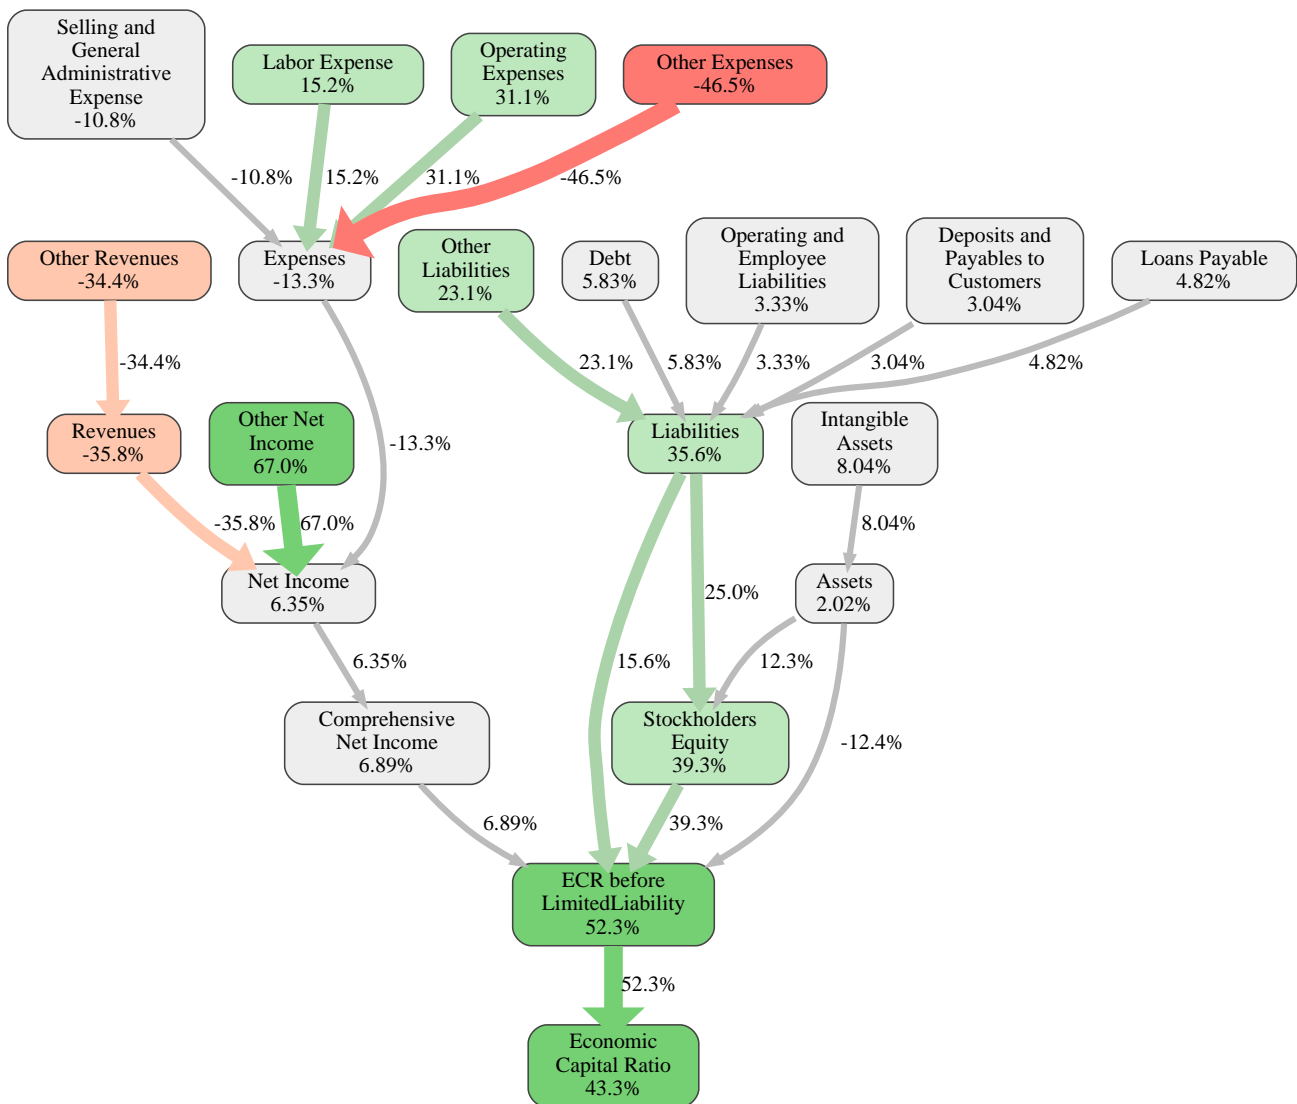 Selling and
General
Administrative
Expense
-10.8%
Labor Expense
15.2%
Operating
Expenses
31.1%
Other Expenses
-46.5%
-10.8%
15.2%
31.1%
-46.5%
Other Revenues
-34.4%
Expenses
-13.3%
Other
Liabilities
23.1%
Debt
5.83%
Operating and
Employee
Liabilities
3.33%
Deposits and
Payables to
Customers
3.04%
Loans Payable
4.82%
-34.4%
23.1%
5.83%
3.33%
3.04%
4.82%
Revenues
-35.8%
Other Net
Income
67.0%
-13.3%
Liabilities
35.6%
Intangible
Assets
8.04%
-35.8%
67.0%
8.04%
Net Income
6.35%
25.0%
Assets
2.02%
6.35%
15.6%
12.3%
Comprehensive
Net Income
6.89%
Stockholders
Equity
39.3%
-12.4%
6.89%
39.3%
ECR before
LimitedLiability
52.3%
52.3%
Economic
Capital Ratio
43.3%